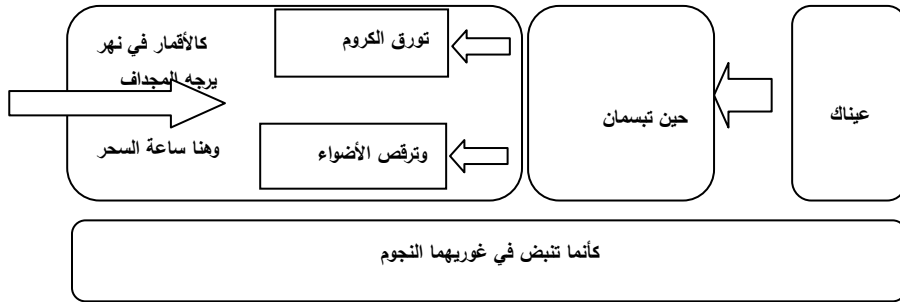 عيناك
حين تبسمان
تورق الكروم
وترقص الأضواء
كالأقمار في نهر
يرجه المجداف
وهنا ساعة السحر
كأنما تنبض في غوريهما النجوم